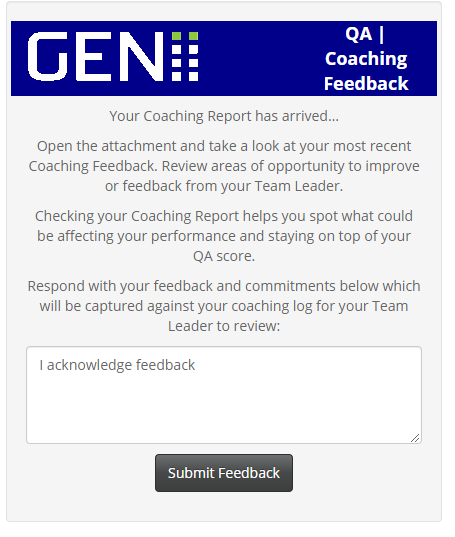 GENii
QA |
Coaching
Feedback
Your Coaching Report has arrived...
Open the attachment and take a look at your most recent
Coaching Feedback. Review areas of opportunity to improve
or feedback from your Team Leader.
Checking your Coaching Report helps you spot what could
be affecting your performance and staying on top of your
QA score.
Respond with your feedback and commitments below which
will be captured against your coaching log for your Team
Leader to review:
I acknowledge feedback
Submit Feedback